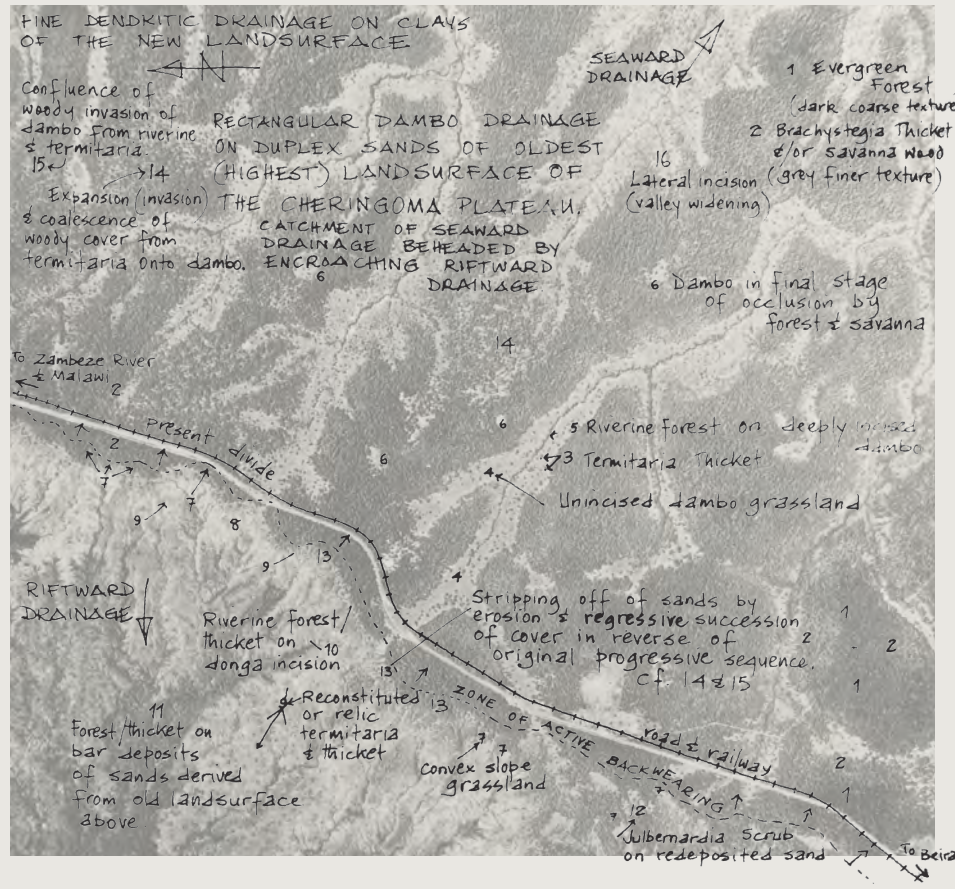 FINE DENDRITIC DRAINAGE ON CLAYS
OF THE NEW LANDSURFACE
N
SEAWARD
DRAINAGE
1 Evergreen
Forest
(dark coarse texture
2 Brachystegia Thicket
&/or savanna wood
(grey finer texture)
Confluence of
woody invasion of
dambo from riverine
& termitaria
15
14
Expansion (invasion)
& coalescence of
woody cover from
termitaria onto dambo.
RECTANGULAR DAMBO DRAINAGE
ON DUPLEX SANDS OF OLDEST
(HIGHEST) LANDSURFACE OF
THE CHERINGOMA PLATEAU.
CATCHMENT OF SEAWARD
DRAINAGE BEHEADED BY
ENCROACHING RIFTWARD
DRAINAGE
6
16
Lateral incision
(valley widening)
6 Dambo in final stage
of occlusion by
forest & savanna
14
To Zambeze River
& Malawi
2
present
divide
2
7
7
9
8
9
13
6
6
5 Riverine Forest on deeply incised
dambo
3 Termitaria Thicket
4
Unincised dambo grassland
4
RIFTWARD
DRAINAGE
Riverine forest/
thicket on
donga incision
10
Stripping off of sands by
erosion & regressive succession
of cover in reverse of
original progressive sequence.
Cf. 14 & 15
13
13
1
2
2
1
ZONE OF ACTIVE
BACKWEARING
road & railway
Reconstituted
or relic
termitaria
& thicket
11
Forest/thicket on
bar deposits
of sands derived
from old landsurface
above
7
7
Convex slope
grassland
2
1
7
12
Julbernardia Scrub
on redeposited sand
To Beira